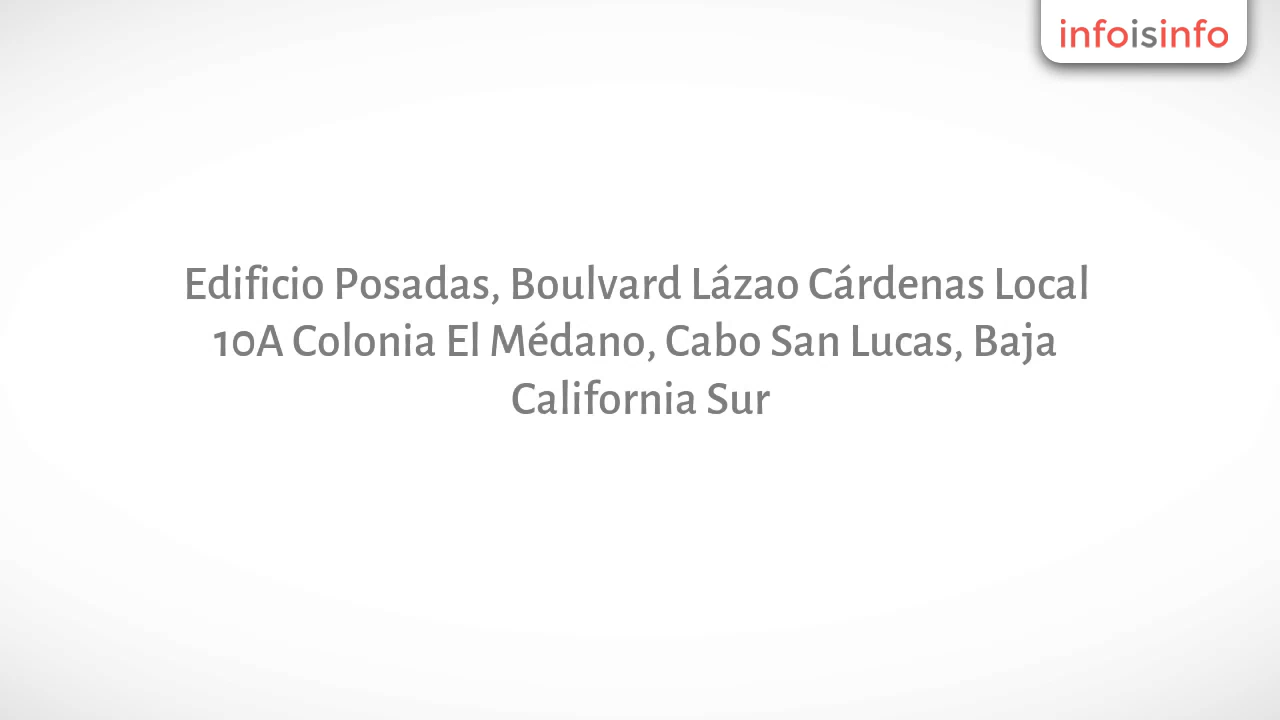 infoisinfo
Edificio Posadas, Boulvard Lázao Cárdenas Local
10A Colonia El Médano, Cabo San Lucas, Baja
California Sur